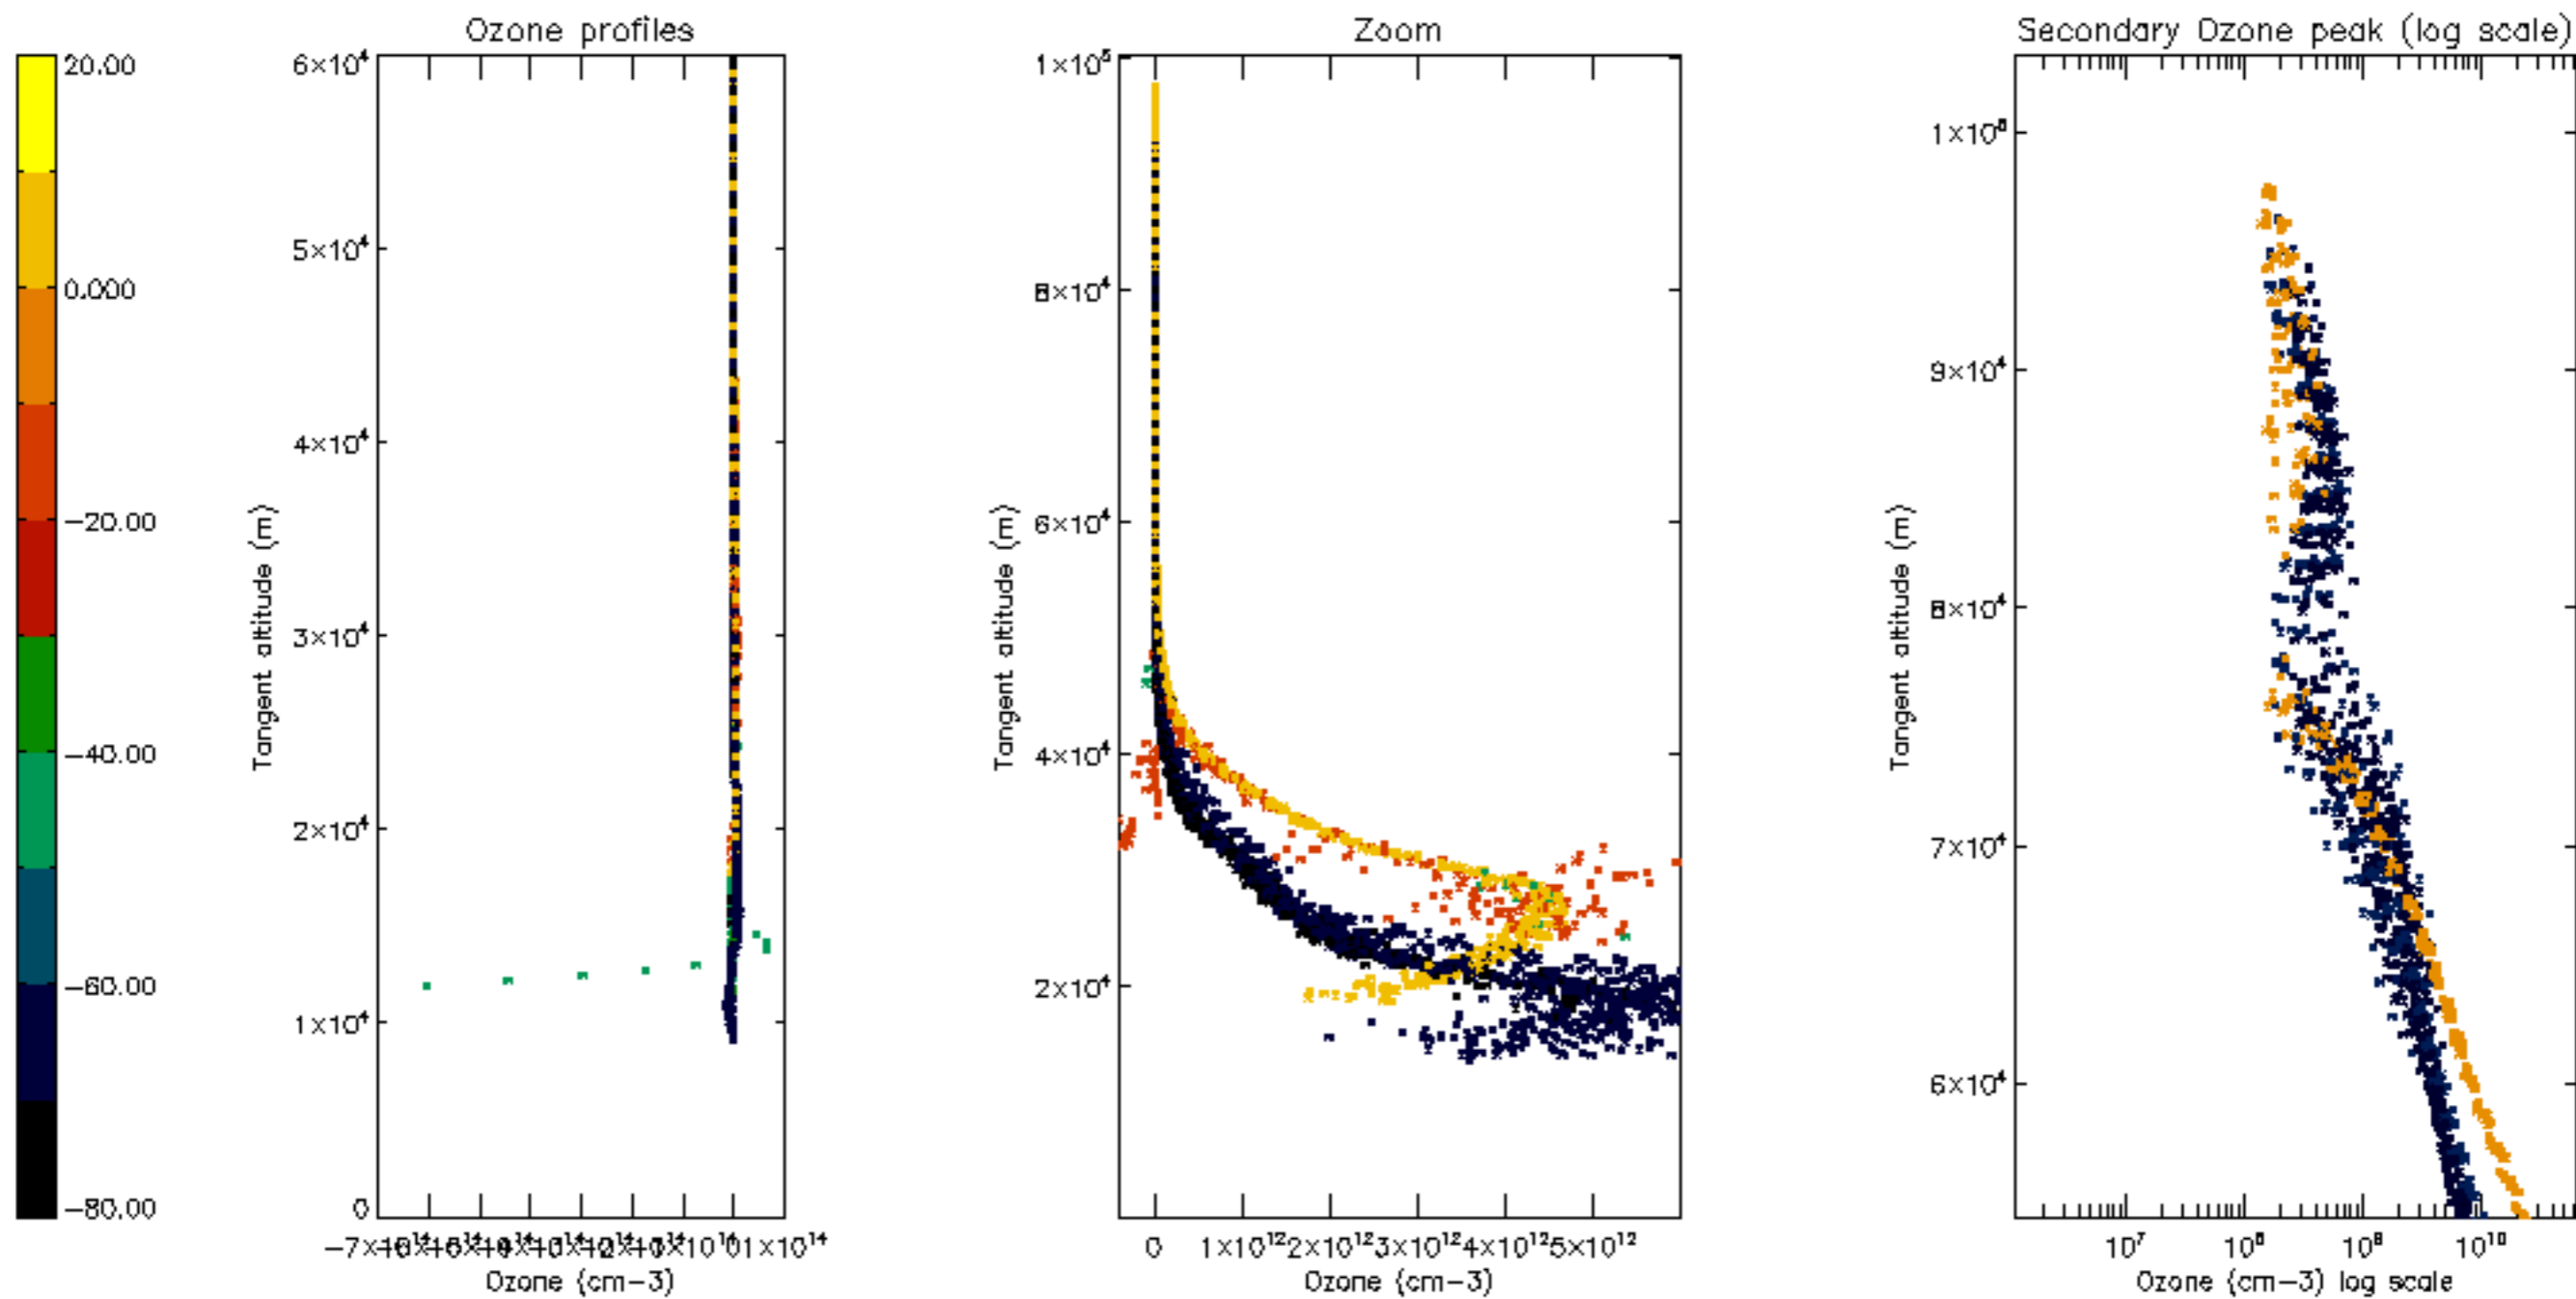 Ozone profiles
Zoom
Secondary Ozone peak (log scale)
20.00
0.000
−20.00
−40.00
−60.00
−80.00
Tangent altitude (m)
6×10⁴
5×10⁴
4×10⁴
3×10⁴
2×10⁴
1×10⁴
0
1×10¹⁴
Ozone (cm−3)
Tangent altitude (m)
1×10⁵
8×10⁴
6×10⁴
4×10⁴
2×10⁴
0 1×10¹² 2×10¹² 3×10¹² 4×10¹² 5×10¹²
Ozone (cm−3)
Tangent altitude (m)
9×10⁴
8×10⁴
7×10⁴
6×10⁴
10⁷ 10⁸ 10⁹ 10¹⁰
Ozone (cm−3) log scale